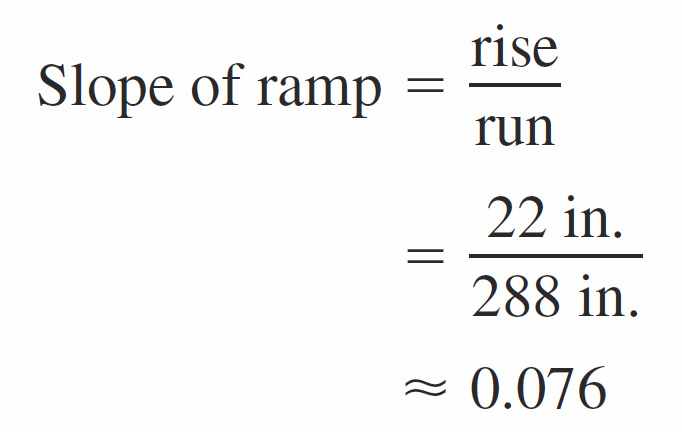 Slope of ramp = rise
run
= 22 in.
288 in.
≈ 0.076